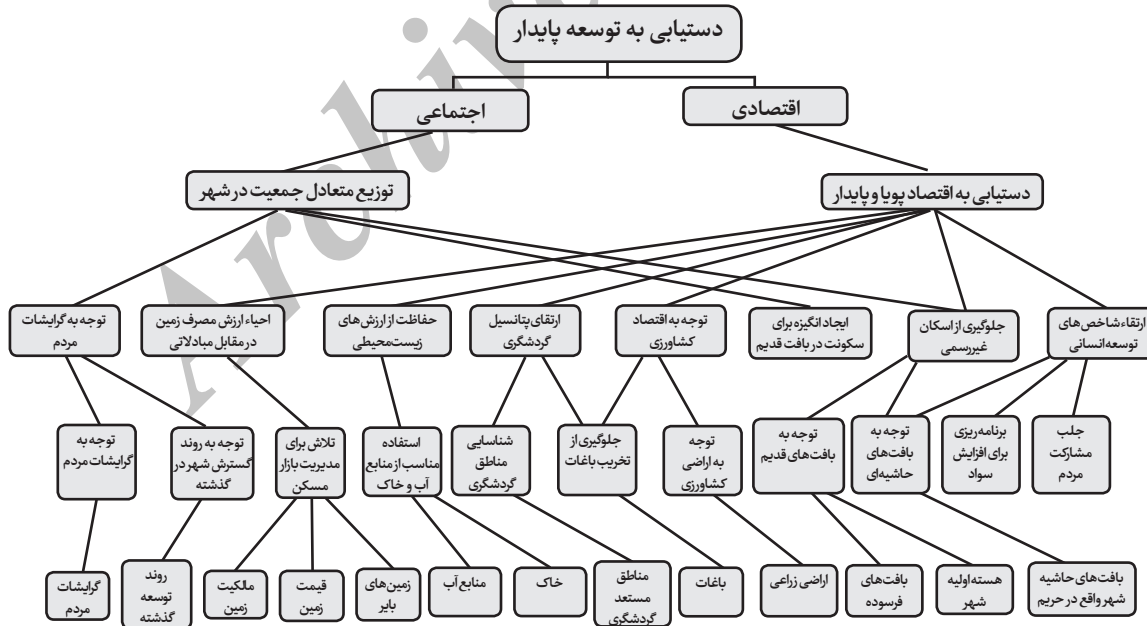 دستیابی به توسعه پایدار
اقتصادی
اجتماعی
دستیابی به اقتصاد پویا و پایدار
توزیع متعادل جمعیت در شهر
ارتقاء شاخص‌های
توسعه انسانی
جلوگیری از اسکان
غیررسمی
ایجاد انگیزه برای
سکونت در بافت قدیم
توجه به اقتصاد
کشاورزی
ارتقای پتانسیل
گردشگری
حفاظت از ارزش‌های
زیست‌محیطی
احیاء ارزش مصرف زمین
در مقابل مبادلاتی
توجه به گرایشات
مردم
جلب
مشارکت
مردم
برنامه‌ریزی
برای افزایش
سواد
توجه به
بافت‌های
حاشیه‌ای
توجه به
بافت‌های قدیم
توجه
به اراضی
کشاورزی
جلوگیری از
تخریب باغات
شناسایی
مناطق
گردشگری
استفاده
مناسب از منابع
آب و خاک
تلاش برای
مدیریت بازار
مسکن
توجه به روند
گسترش شهر در
گذشته
توجه به
گرایشات مردم
بافت‌های حاشیه
شهر واقع در حریم
هسته اولیه
شهر
بافت‌های
فرسوده
اراضی زراعی
باغات
مناطق
مستعد
گردشگری
خاک
منابع آب
زمین‌های
بایر
قیمت
زمین
مالکیت
زمین
روند
توسعه
گذشته
گرایشات
مردم
Archive